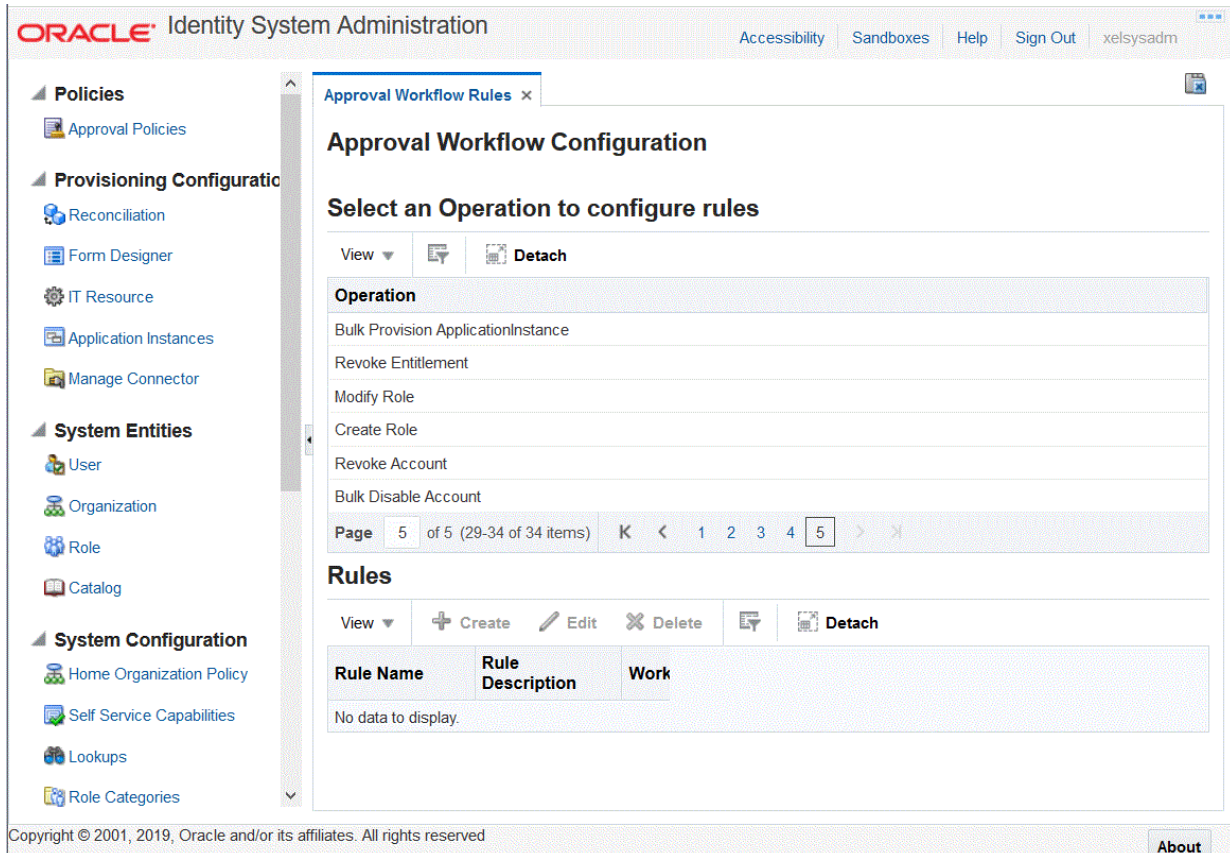 ORACLE® Identity System Administration
Accessibility Sandboxes Help Sign Out xelsysadm
Policies
Approval Policies
Provisioning Configuratio
Reconciliation
Form Designer
IT Resource
Application Instances
Manage Connector
System Entities
User
Organization
Role
Catalog
System Configuration
Home Organization Policy
Self Service Capabilities
Lookups
Role Categories
Approval Workflow Rules ×
Approval Workflow Configuration
Select an Operation to configure rules
View Detach
Operation
Bulk Provision ApplicationInstance
Revoke Entitlement
Modify Role
Create Role
Revoke Account
Bulk Disable Account
Page 5 of 5 (29-34 of 34 items) 1 2 3 4 5
Rules
View Create Edit Delete Detach
Rule Name Rule Description Work
No data to display.
Copyright © 2001, 2019, Oracle and/or its affiliates. All rights reserved
About